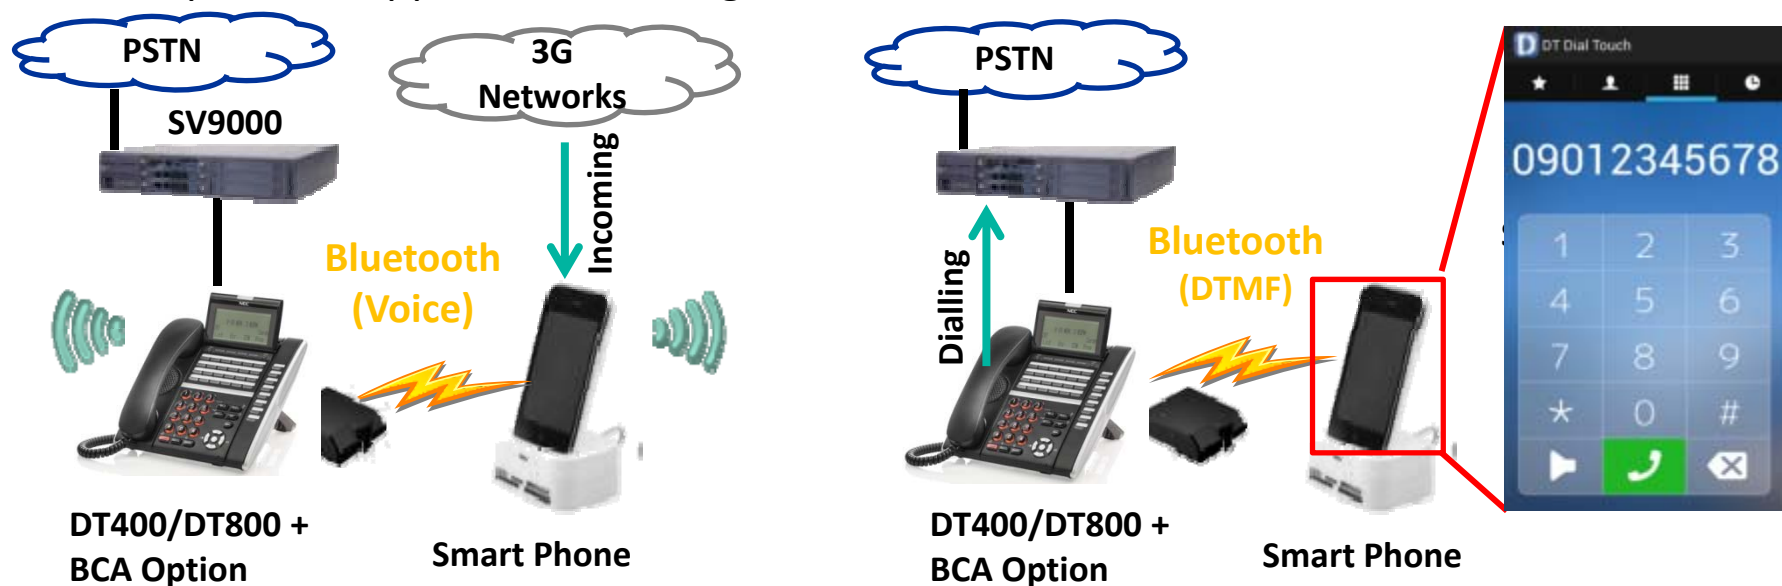 PSTN
3G
Networks
SV9000
Incoming
Bluetooth
(Voice)
DT400/DT800 +
BCA Option
Smart Phone
PSTN
Dialling
Bluetooth
(DTMF)
DT400/DT800 +
BCA Option
Smart Phone
DT Dial Touch
09012345678
1 2 3
4 5 6
7 8 9
* 0 #